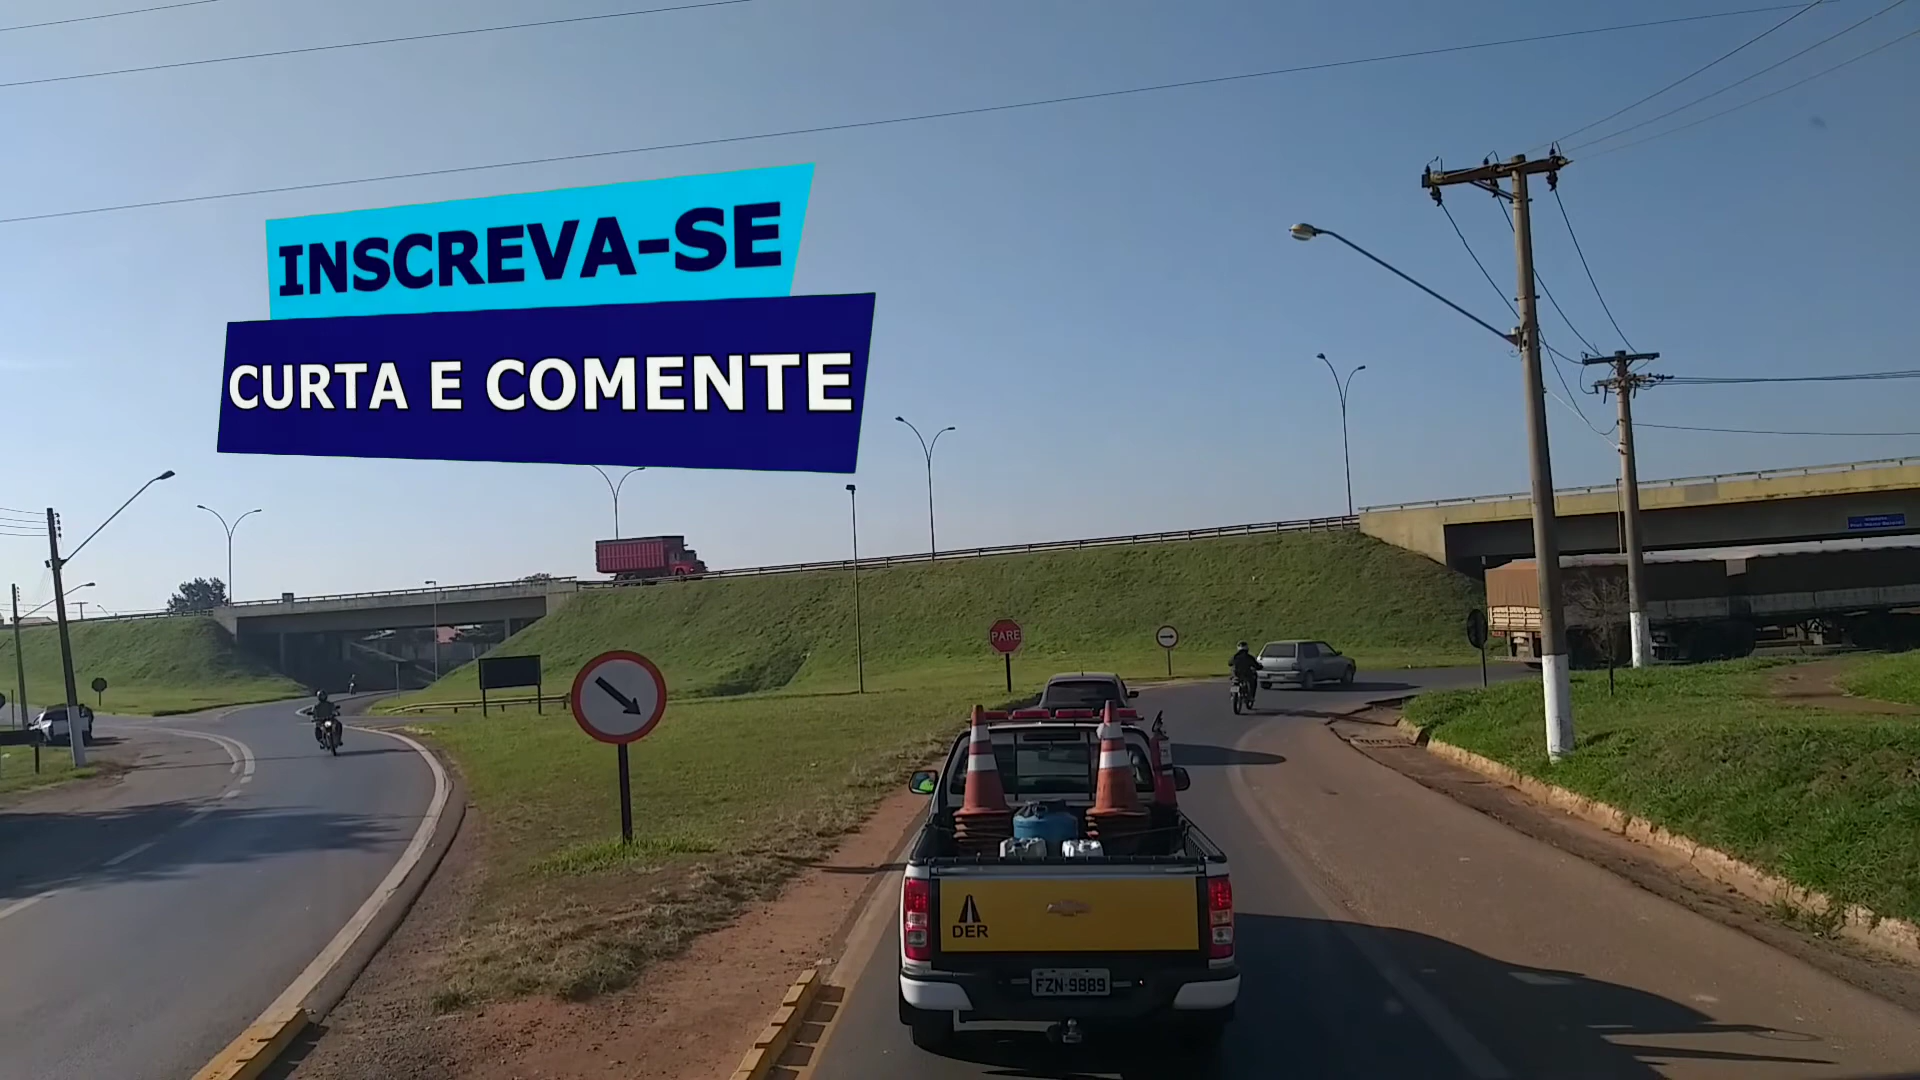 INSCREVA-SE
CURTA E COMENTE
PARE
DER
FZN-9889